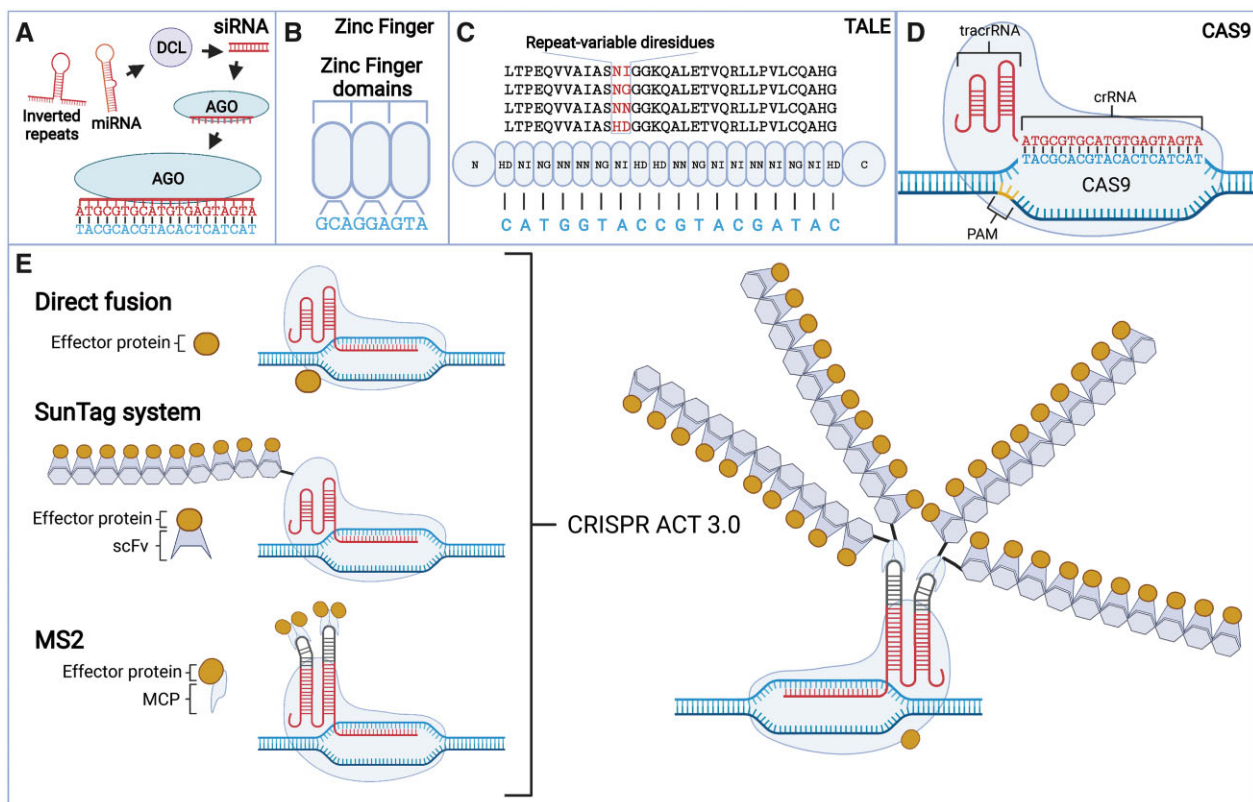 A
siRNA
DCL
AGO
Inverted
repeats
miRNA
AGO
ATGCGTGCATGTGAGTAGTA
TACGCACGTACACTCATCAT
B
Zinc Finger
Zinc Finger
domains
GCAGGAGTA
C
TALE
Repeat-variable diresidues
LTPEQVVAIASNIGGKQALETVQRLLPVLCQAHG
LTPEQVVAIASNGGGKQALETVQRLLPVLCQAHG
LTPEQVVAIASNNGGKQALETVQRLLPVLCQAHG
LTPEQVVAIASHDGGKQALETVQRLLPVLCQAHG
N HD NI NG NN NN NG NI HD HD NN NG NI NN NI NG NI HD C
C A T G G T A C C G T A C G A T A C
D
CAS9
tracrRNA
crRNA
ATGCGTGCATGTGAGTAGTA
TACGCACGTACACTCATCAT
CAS9
PAM
E
Direct fusion
Effector protein
SunTag system
Effector protein
scFv
MS2
Effector protein
MCP
CRISPR ACT 3.0